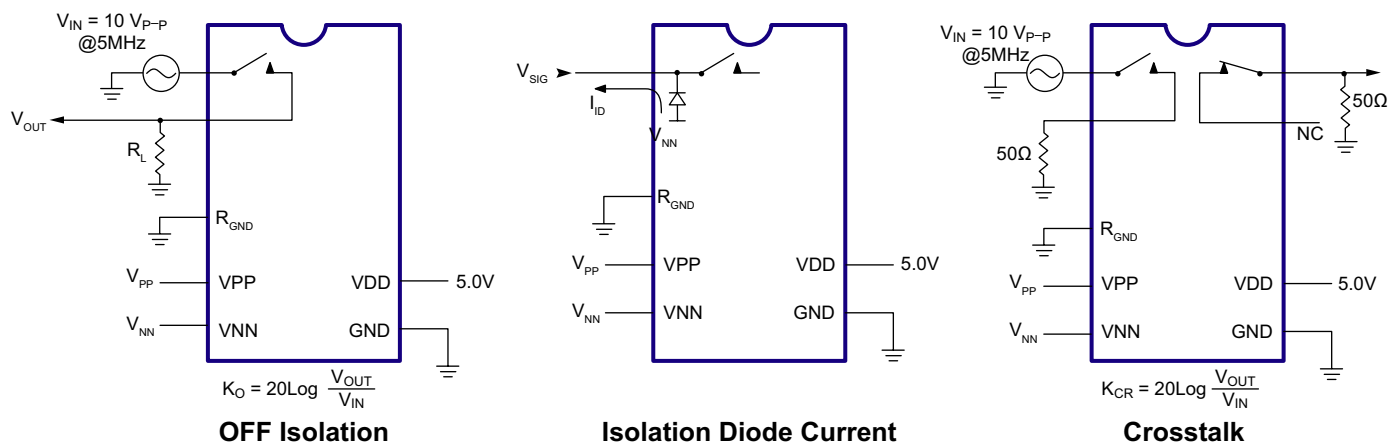 V_IN = 10 V_P–P
@5MHz
V_OUT
R_L
R_GND
V_PP
VPP
VDD
5.0V
V_NN
VNN
GND
K_O = 20Log V_OUT
V_IN
OFF Isolation
V_SIG
I_ID
V_NN
R_GND
V_PP
VPP
VDD
5.0V
V_NN
VNN
GND
Isolation Diode Current
V_IN = 10 V_P–P
@5MHz
50Ω
NC
50Ω
R_GND
V_PP
VPP
VDD
5.0V
V_NN
VNN
GND
K_CR = 20Log V_OUT
V_IN
Crosstalk